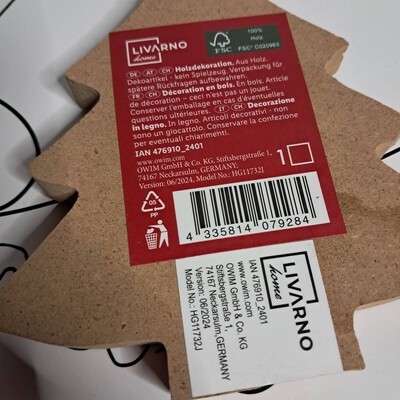 LIVARNO
home
FSC
100%
Holz
FSC® C020963
DE AT CH Holzdekoration. Aus Holz.
Dekoartikel - kein Spielzeug. Verpackung für
spätere Rückfragen aufbewahren.
FR CH Décoration en bois. En bois. Article
de décoration – ceci n'est pas un jouet.
Conserver l'emballage en cas d'éventuelles
questions ultérieures. IT CH Decorazione
in legno. In legno. Articoli decorativi - non
sono un giocattolo. Conservare la confezione
per eventuali chiarimenti.
IAN 476910_2401
www.owim.com
OWIM GmbH & Co. KG, Stiftsbergstraße 1,
74167 Neckarsulm, GERMANY.
Version: 06/2024, Model No.: HG11732J
1
05
PP
4 335814 079284
LIVARNO
home
IAN 476910_2401
www.owim.com
OWIM GmbH & Co. KG
Stiftsbergstraße 1,
74167 Neckarsulm,GERMANY
Version: 06/2024
Model No.: HG11732J